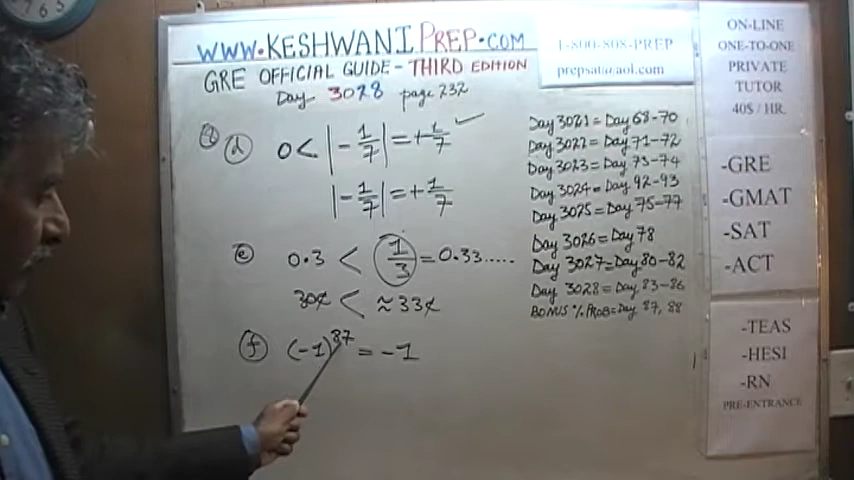 WWW.KESHWANIPREP.COM
GRE OFFICIAL GUIDE - THIRD EDITION
Day 3028 page 232
d 0 < |-1/7| = +1/7 ✓
|-1/7| = +1/7
e 0.3 < 1/3 = 0.33.....
30¢ < ≈33¢
f (-1)^87 = -1
1-800-808-PREP
prepsat@aol.com
Day 3021 = Day 68-70
Day 3022 = Day 71-72
Day 3023 = Day 73-74
Day 3024 = Day 92-93
Day 3025 = Day 75-77
Day 3026 = Day 78
Day 3027 = Day 80-82
Day 3028 = Day 83-86
BONUS % PROB = Day 87, 88
ON-LINE
ONE-TO-ONE
PRIVATE
TUTOR
40$ / HR.
-GRE
-GMAT
-SAT
-ACT
-TEAS
-HESI
-RN
PRE-ENTRANCE